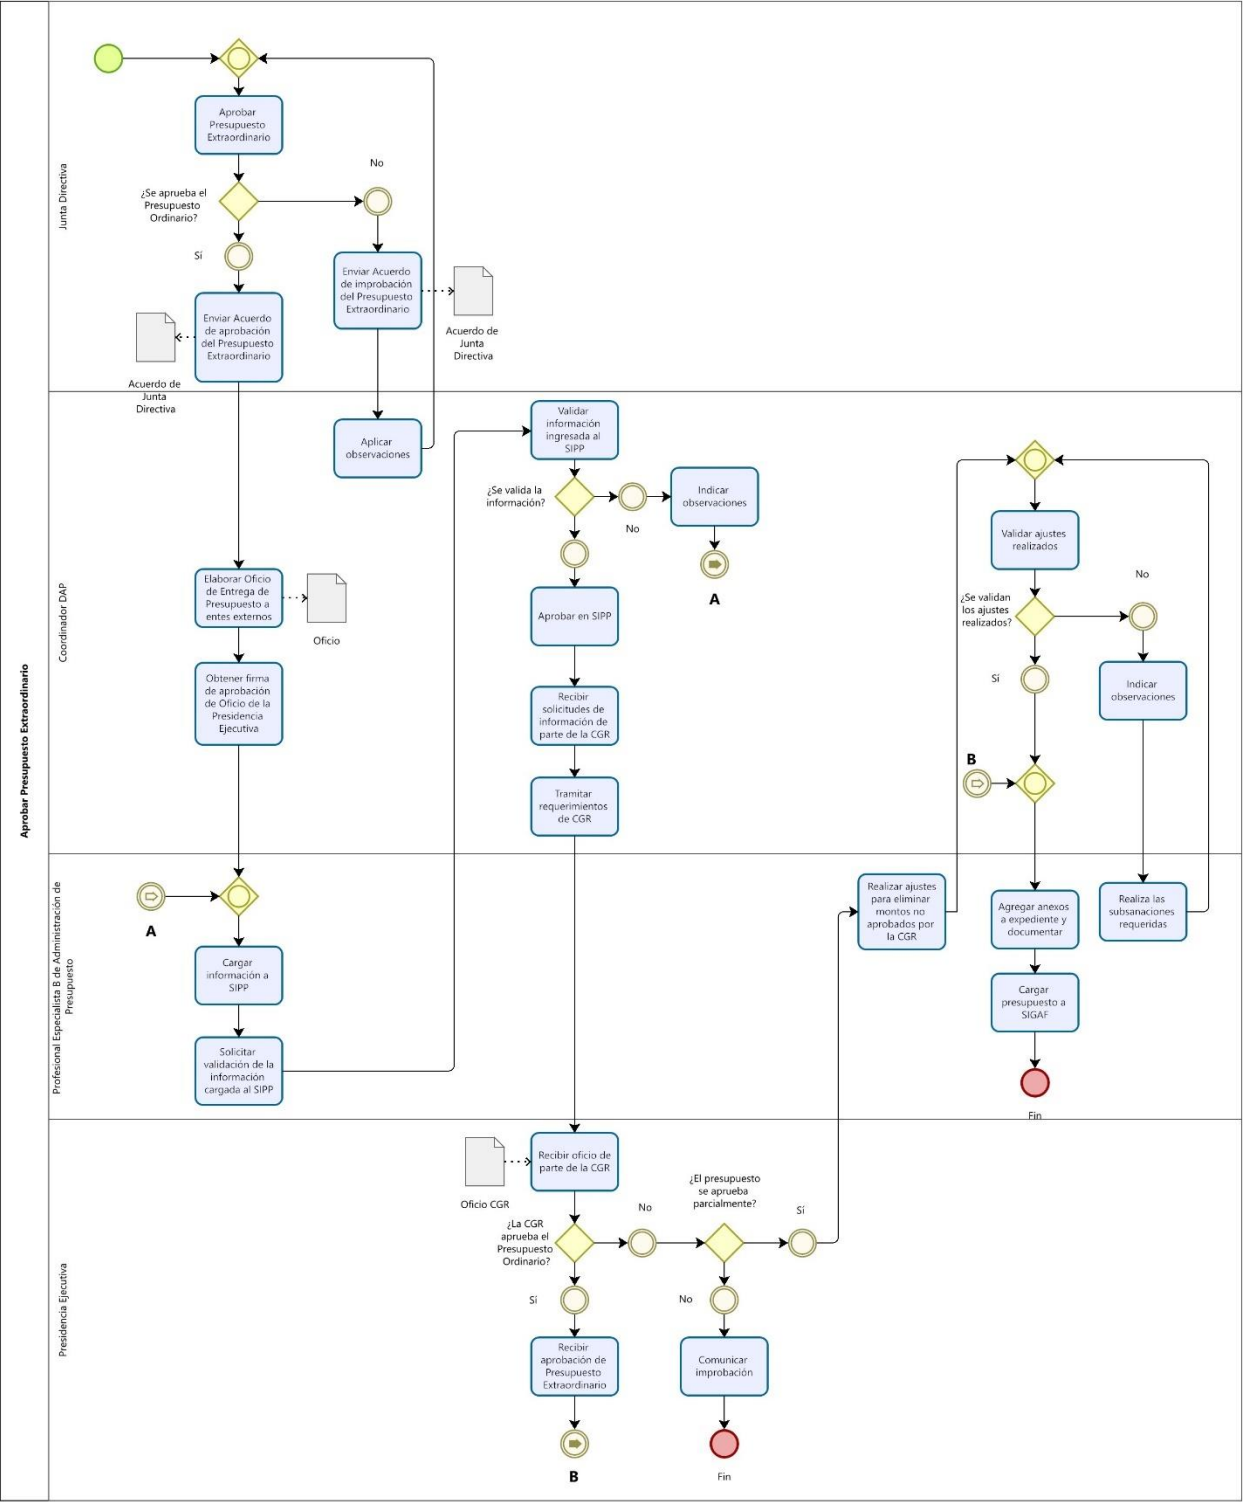 Aprobar Presupuesto Extraordinario
Junta Directiva
Aprobar
Presupuesto
Extraordinario
¿Se aprueba el
Presupuesto
Ordinario?
No
Sí
Enviar Acuerdo
de improbación
del Presupuesto
Extraordinario
Acuerdo de
Junta
Directiva
Enviar Acuerdo
de aprobación
del Presupuesto
Extraordinario
Acuerdo de
Junta
Directiva
Coordinador DAP
Aplicar
observaciones
Elaborar Oficio
de Entrega de
Presupuesto a
entes externos
Oficio
Obtener firma
de aprobación
de Oficio de la
Presidencia
Ejecutiva
Validar
información
ingresada al
SIPP
¿Se valida la
información?
No
Indicar
observaciones
A
Aprobar en SIPP
Recibir
solicitudes de
información de
parte de la CGR
Tramitar
requerimientos
de CGR
Validar ajustes
realizados
¿Se validan
los ajustes
realizados?
No
Sí
Indicar
observaciones
B
Profesional Especialista B de Administración de
Presupuesto
A
Cargar
información a
SIPP
Solicitar
validación de la
información
cargada al SIPP
Realizar ajustes
para eliminar
montos no
aprobados por
la CGR
Agregar anexos
a expediente y
documentar
Realiza las
subsanaciones
requeridas
Cargar
presupuesto a
SIGAF
Fin
Presidencia Ejecutiva
Recibir oficio de
parte de la CGR
Oficio CGR
¿La CGR
aprueba el
Presupuesto
Ordinario?
No
¿El presupuesto
se aprueba
parcialmente?
Sí
Sí
No
Recibir
aprobación de
Presupuesto
Extraordinario
Comunicar
improbación
B
Fin